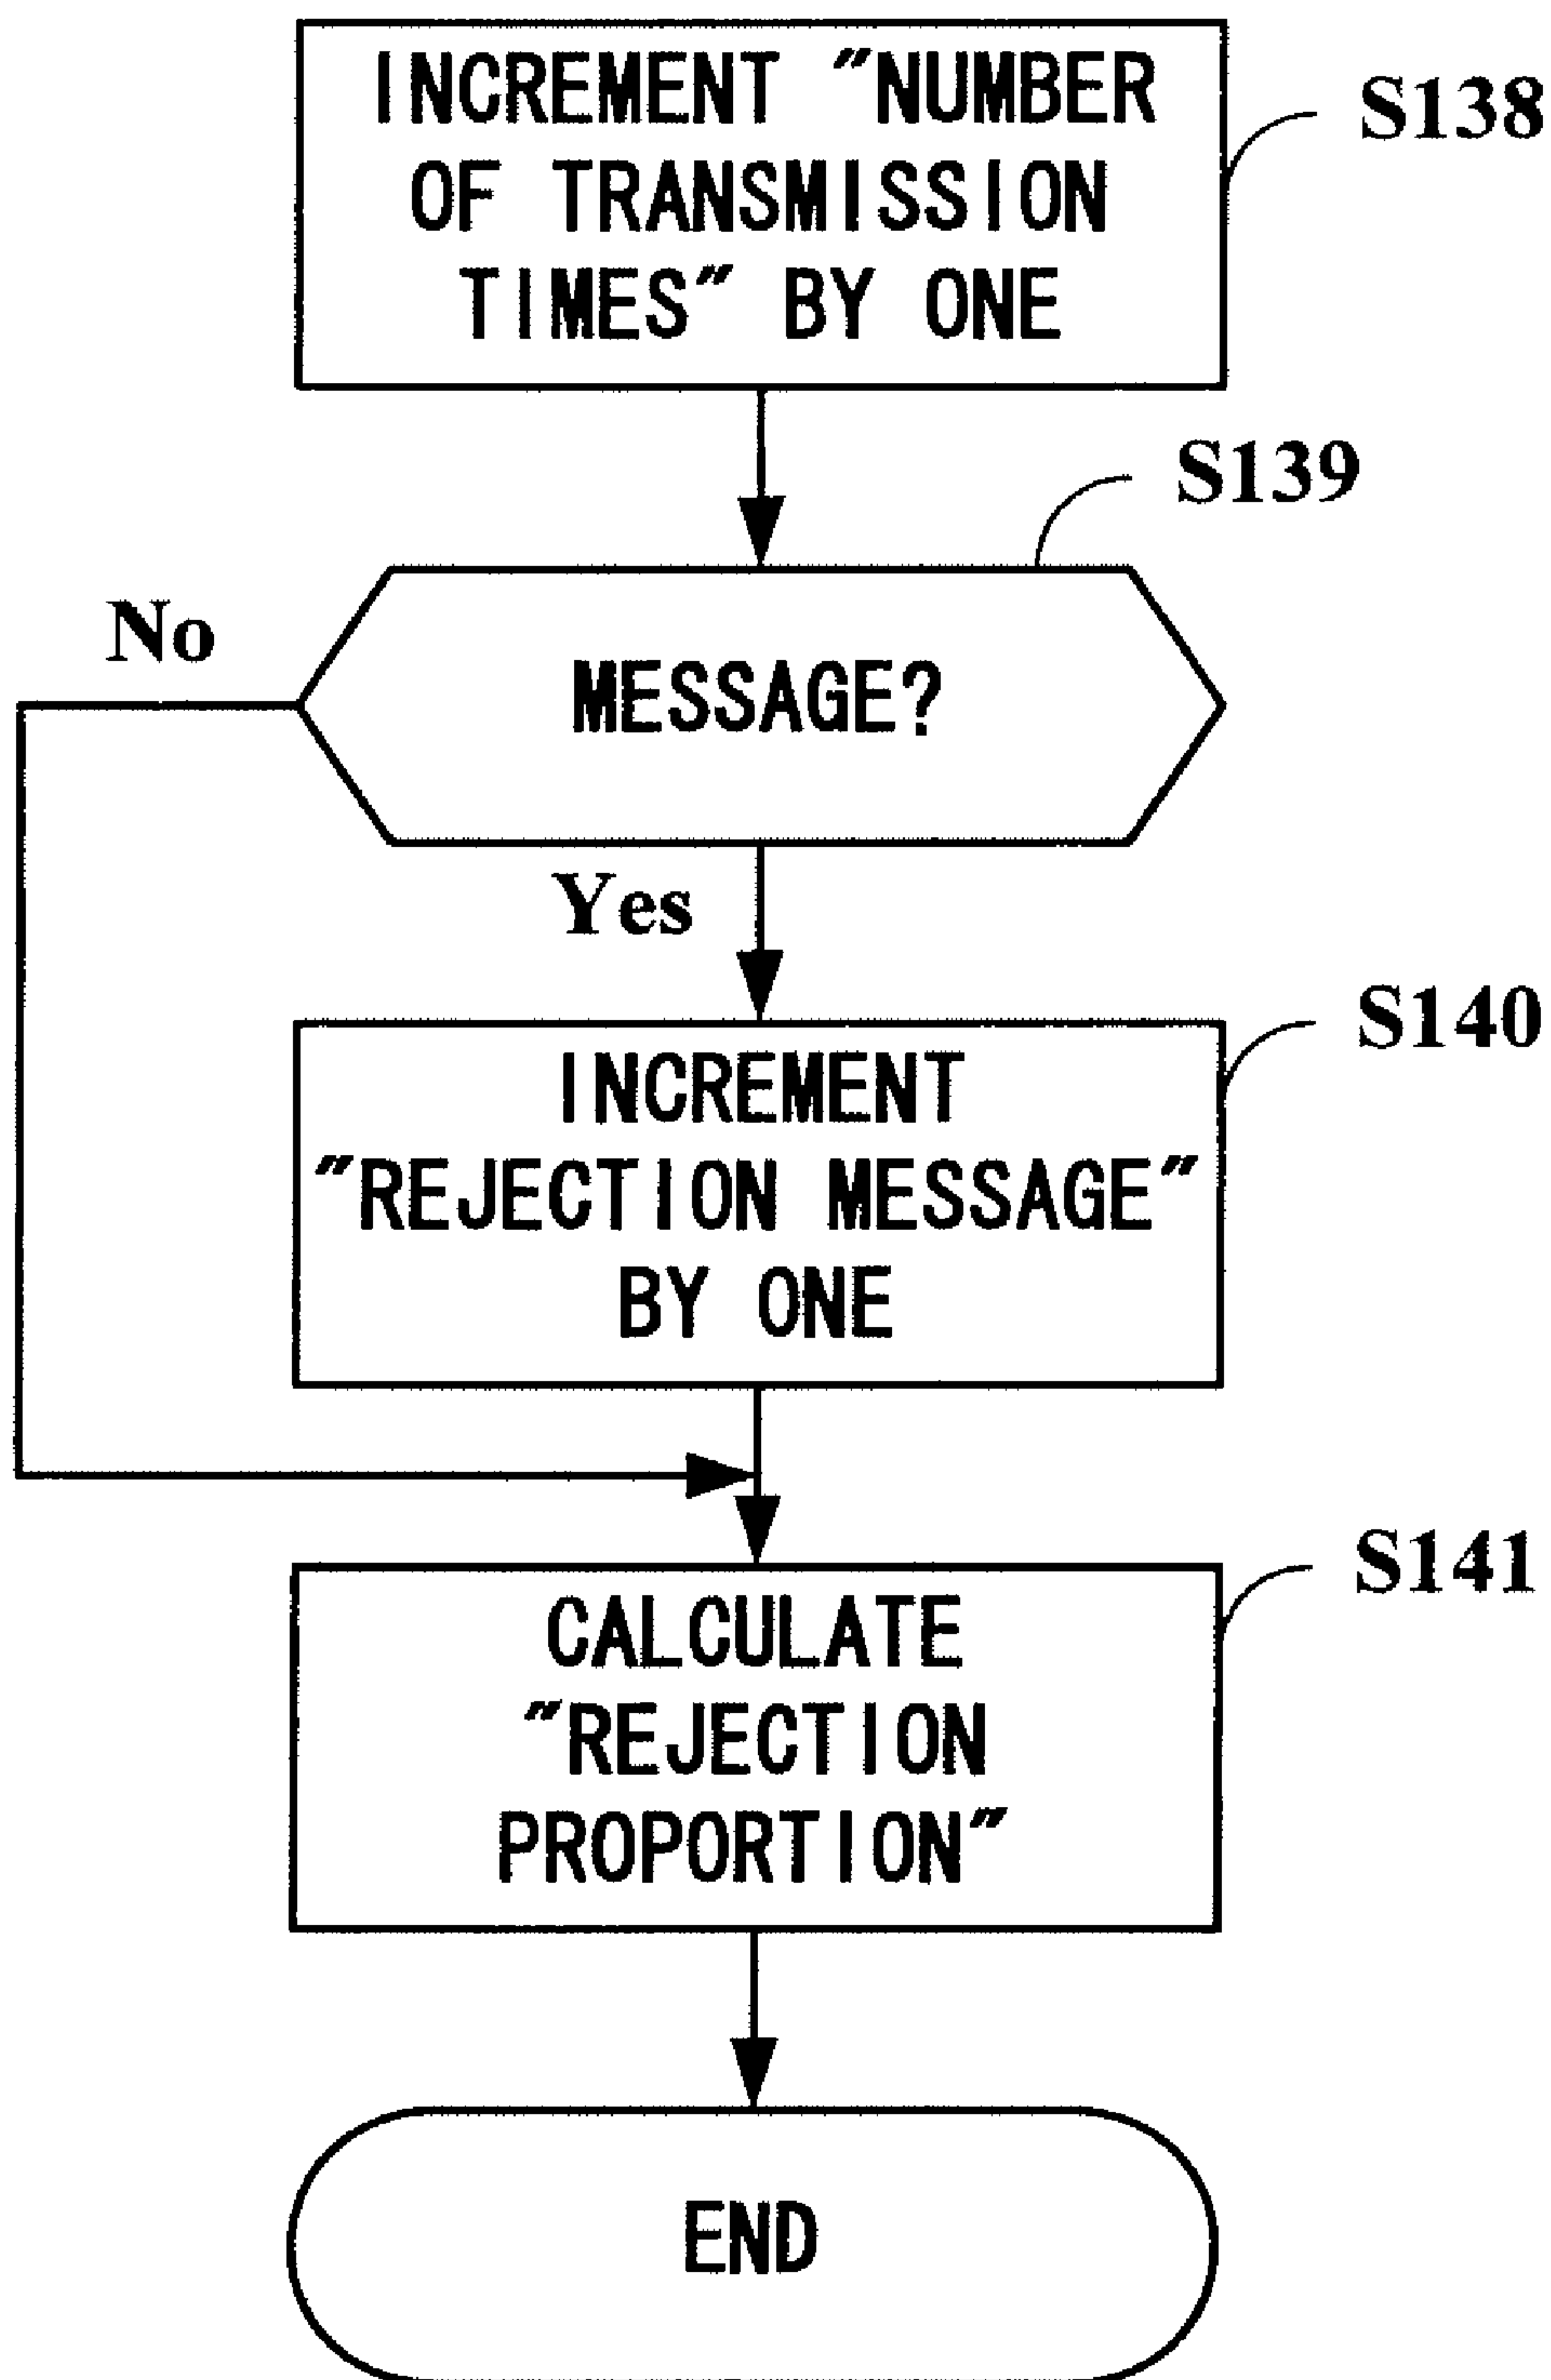 INCREMENT "NUMBER
OF TRANSMISSION
TIMES" BY ONE
S138
S139
No
MESSAGE?
Yes
S140
INCREMENT
"REJECTION MESSAGE"
BY ONE
S141
CALCULATE
"REJECTION
PROPORTION"
END